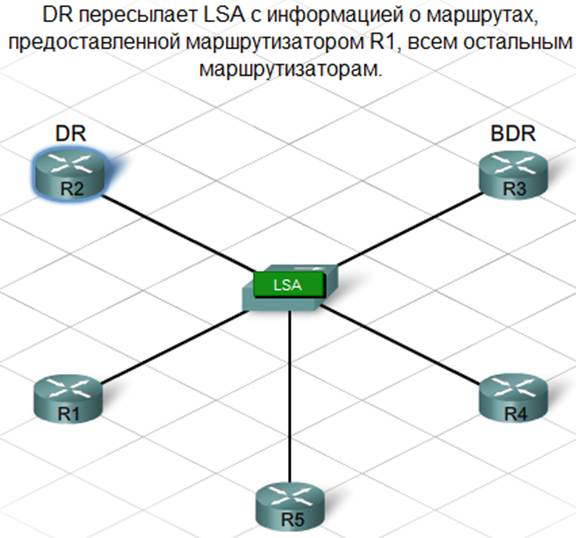 DR пересылает LSA с информацией о маршрутах,
предоставленной маршрутизатором R1, всем остальным
маршрутизаторам.
DR
BDR
R2
R3
LSA
R1
R4
R5